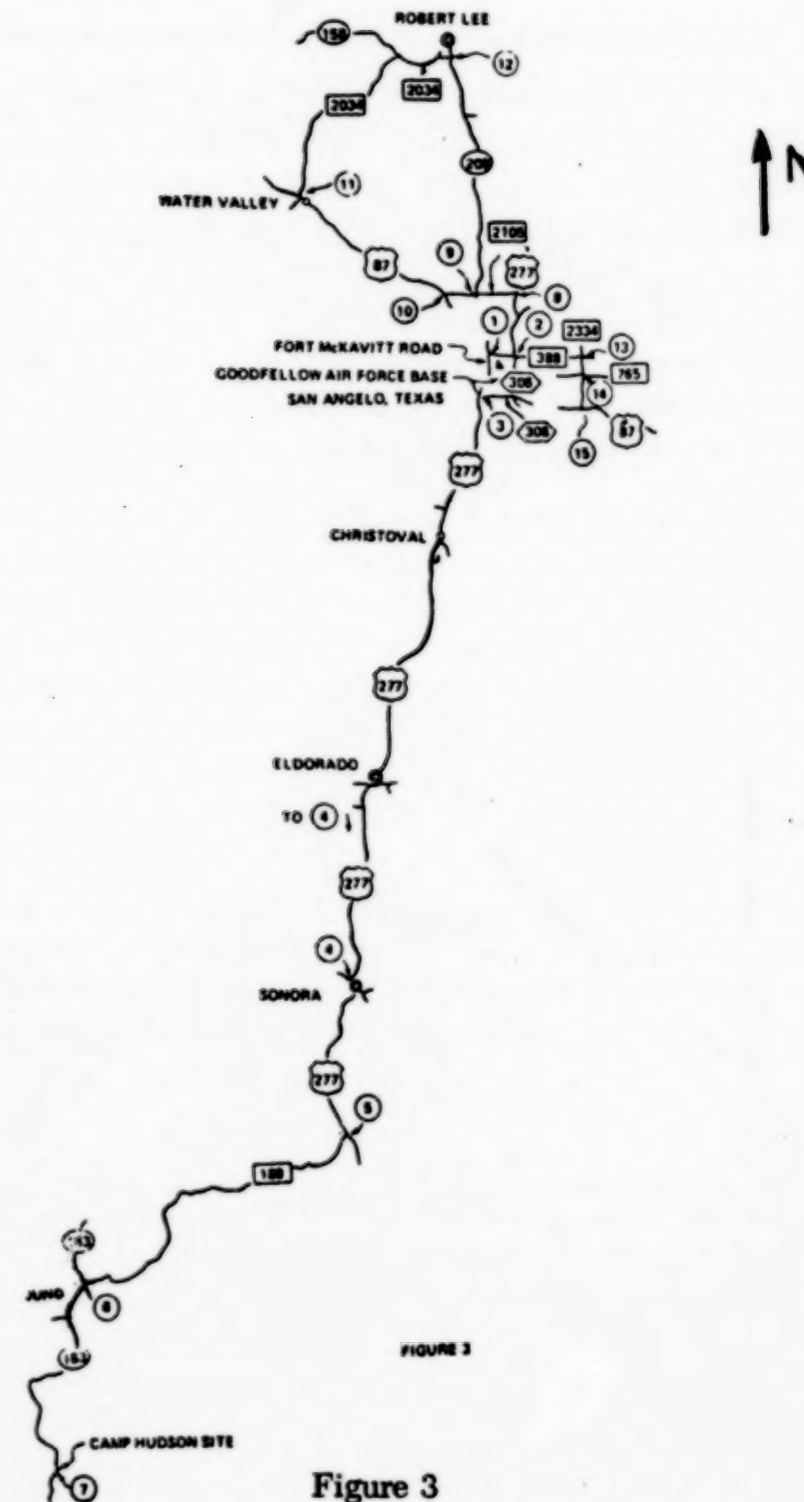 ROBERT LEE
158
12
2034
2034
11
N
208
WATER VALLEY
2105
9
87
277
8
10
1
2
2334
FORT McKAVITT ROAD
388
13
GOODFELLOW AIR FORCE BASE
306
765
SAN ANGELO, TEXAS
14
3
306
87
15
277
CHRISTOVAL
277
ELDORADO
TO 4
277
4
SONORA
277
5
189
163
JUNO
6
FIGURE 3
163
CAMP HUDSON SITE
7
Figure 3